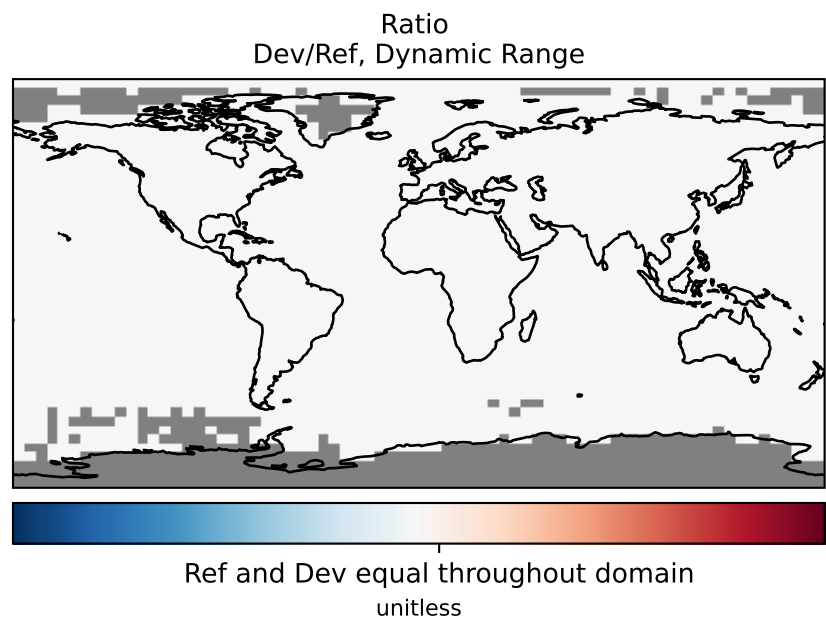 Ratio
Dev/Ref, Dynamic Range
Ref and Dev equal throughout domain
unitless